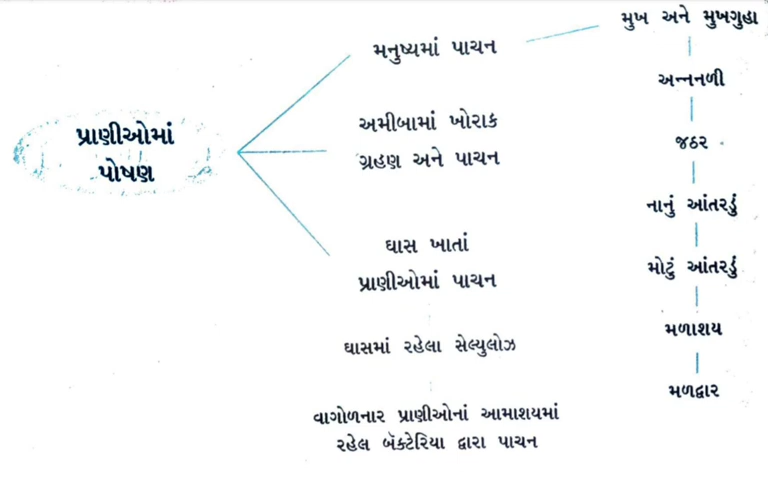 પ્રાણીઓમાં
પોષણ
મનુષ્યમાં પાચન
અમીબામાં ખોરાક
ગ્રહણ અને પાચન
ઘાસ ખાતાં
પ્રાણીઓમાં પાચન
ઘાસમાં રહેલા સેલ્યુલોઝ
વાગોળનાર પ્રાણીઓનાં આમાશયમાં
રહેલ બૅક્ટેરિયા દ્વારા પાચન
મુખ અને મુખગુહા
અન્નનળી
જઠર
નાનું આંતરડું
મોટું આંતરડું
મળાશય
મળદ્વાર